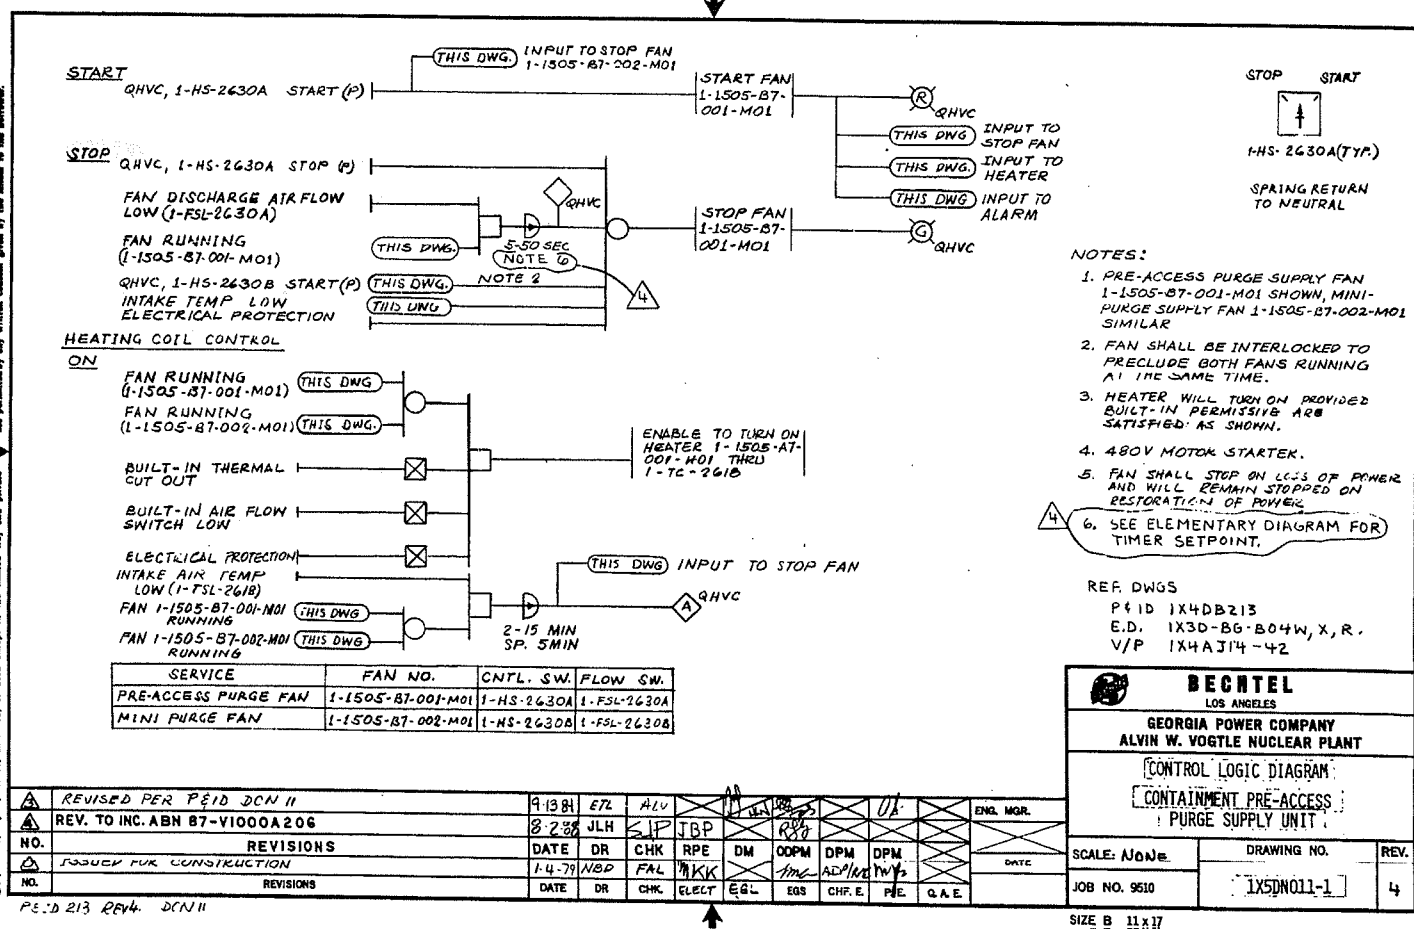 START
QHVC, 1-HS-2630A START (P)
THIS DWG. INPUT TO STOP FAN
1-1505-B7-002-M01
START FAN
1-1505-B7-
001-M01
R
QHVC
THIS DWG INPUT TO
STOP FAN
THIS DWG. INPUT TO
HEATER
THIS DWG INPUT TO
ALARM
STOP START
1-HS-2630A(TYP.)
SPRING RETURN
TO NEUTRAL
STOP
QHVC, 1-HS-2630A STOP (P)
FAN DISCHARGE AIR FLOW
LOW (1-FSL-2630A)
QHVC
FAN RUNNING
(1-1505-B7-001-M01)
THIS DWG.
5-50 SEC
NOTE 6
4
STOP FAN
1-1505-B7-
001-M01
G
QHVC
QHVC, 1-HS-2630B START(P) THIS DWG. NOTE 2
INTAKE TEMP LOW THIS DWG
ELECTRICAL PROTECTION
HEATING COIL CONTROL
ON
FAN RUNNING
(1-1505-B7-001-M01) THIS DWG
FAN RUNNING
(1-1505-B7-002-M01) THIS DWG.
BUILT-IN THERMAL
CUT OUT
BUILT-IN AIR FLOW
SWITCH LOW
ELECTRICAL PROTECTION
ENABLE TO TURN ON
HEATER 1-1505-A7-
001-H01 THRU
1-TC-2618
INTAKE AIR TEMP
LOW (1-TSL-2618)
FAN 1-1505-B7-001-M01
RUNNING
THIS DWG
FAN 1-1505-B7-002-M01
RUNNING
THIS DWG
2-15 MIN
SP. 5MIN
THIS DWG INPUT TO STOP FAN
A QHVC
NOTES:
1. PRE-ACCESS PURGE SUPPLY FAN
1-1505-B7-001-M01 SHOWN, MINI-
PURGE SUPPLY FAN 1-1505-B7-002-M01
SIMILAR
2. FAN SHALL BE INTERLOCKED TO
PRECLUDE BOTH FANS RUNNING
AT THE SAME TIME.
3. HEATER WILL TURN ON PROVIDED
BUILT-IN PERMISSIVE ARE
SATISFIED AS SHOWN.
4. 480V MOTOR STARTER.
5. FAN SHALL STOP ON LOSS OF POWER
AND WILL REMAIN STOPPED ON
RESTORATION OF POWER
4
6. SEE ELEMENTARY DIAGRAM FOR
TIMER SETPOINT.
REF. DWGS
P&ID 1X4DB213
E.D. 1X3D-BG-B04W, X, R.
V/P 1X4AJ14-42
SERVICE FAN NO. CNTL. SW. FLOW SW.
PRE-ACCESS PURGE FAN 1-1505-B7-001-M01 1-HS-2630A 1-FSL-2630A
MINI PURGE FAN 1-1505-B7-002-M01 1-HS-2630B 1-FSL-2630B
BECHTEL
LOS ANGELES
GEORGIA POWER COMPANY
ALVIN W. VOGTLE NUCLEAR PLANT
CONTROL LOGIC DIAGRAM
CONTAINMENT PRE-ACCESS
PURGE SUPPLY UNIT
SCALE: NONE DRAWING NO. REV.
JOB NO. 9510 1X5DN011-1 4
SIZE B 11x17
3 REVISED PER P&ID DCN 11 9-13-81 ETL ALV ENG. MGR.
4 REV. TO INC. ABN 87-V1000A206 JLH SJP JBP
NO. REVISIONS DATE DR CHK RPE DM ODPM DPM DPM DATE
ISSUED FOR CONSTRUCTION 1-4-79 NBD FAL MKK
NO. REVISIONS DATE DR CHK. ELECT EGL EGS CHF. E P/E Q.A.E.
P&ID 213 REV4. DCN 11